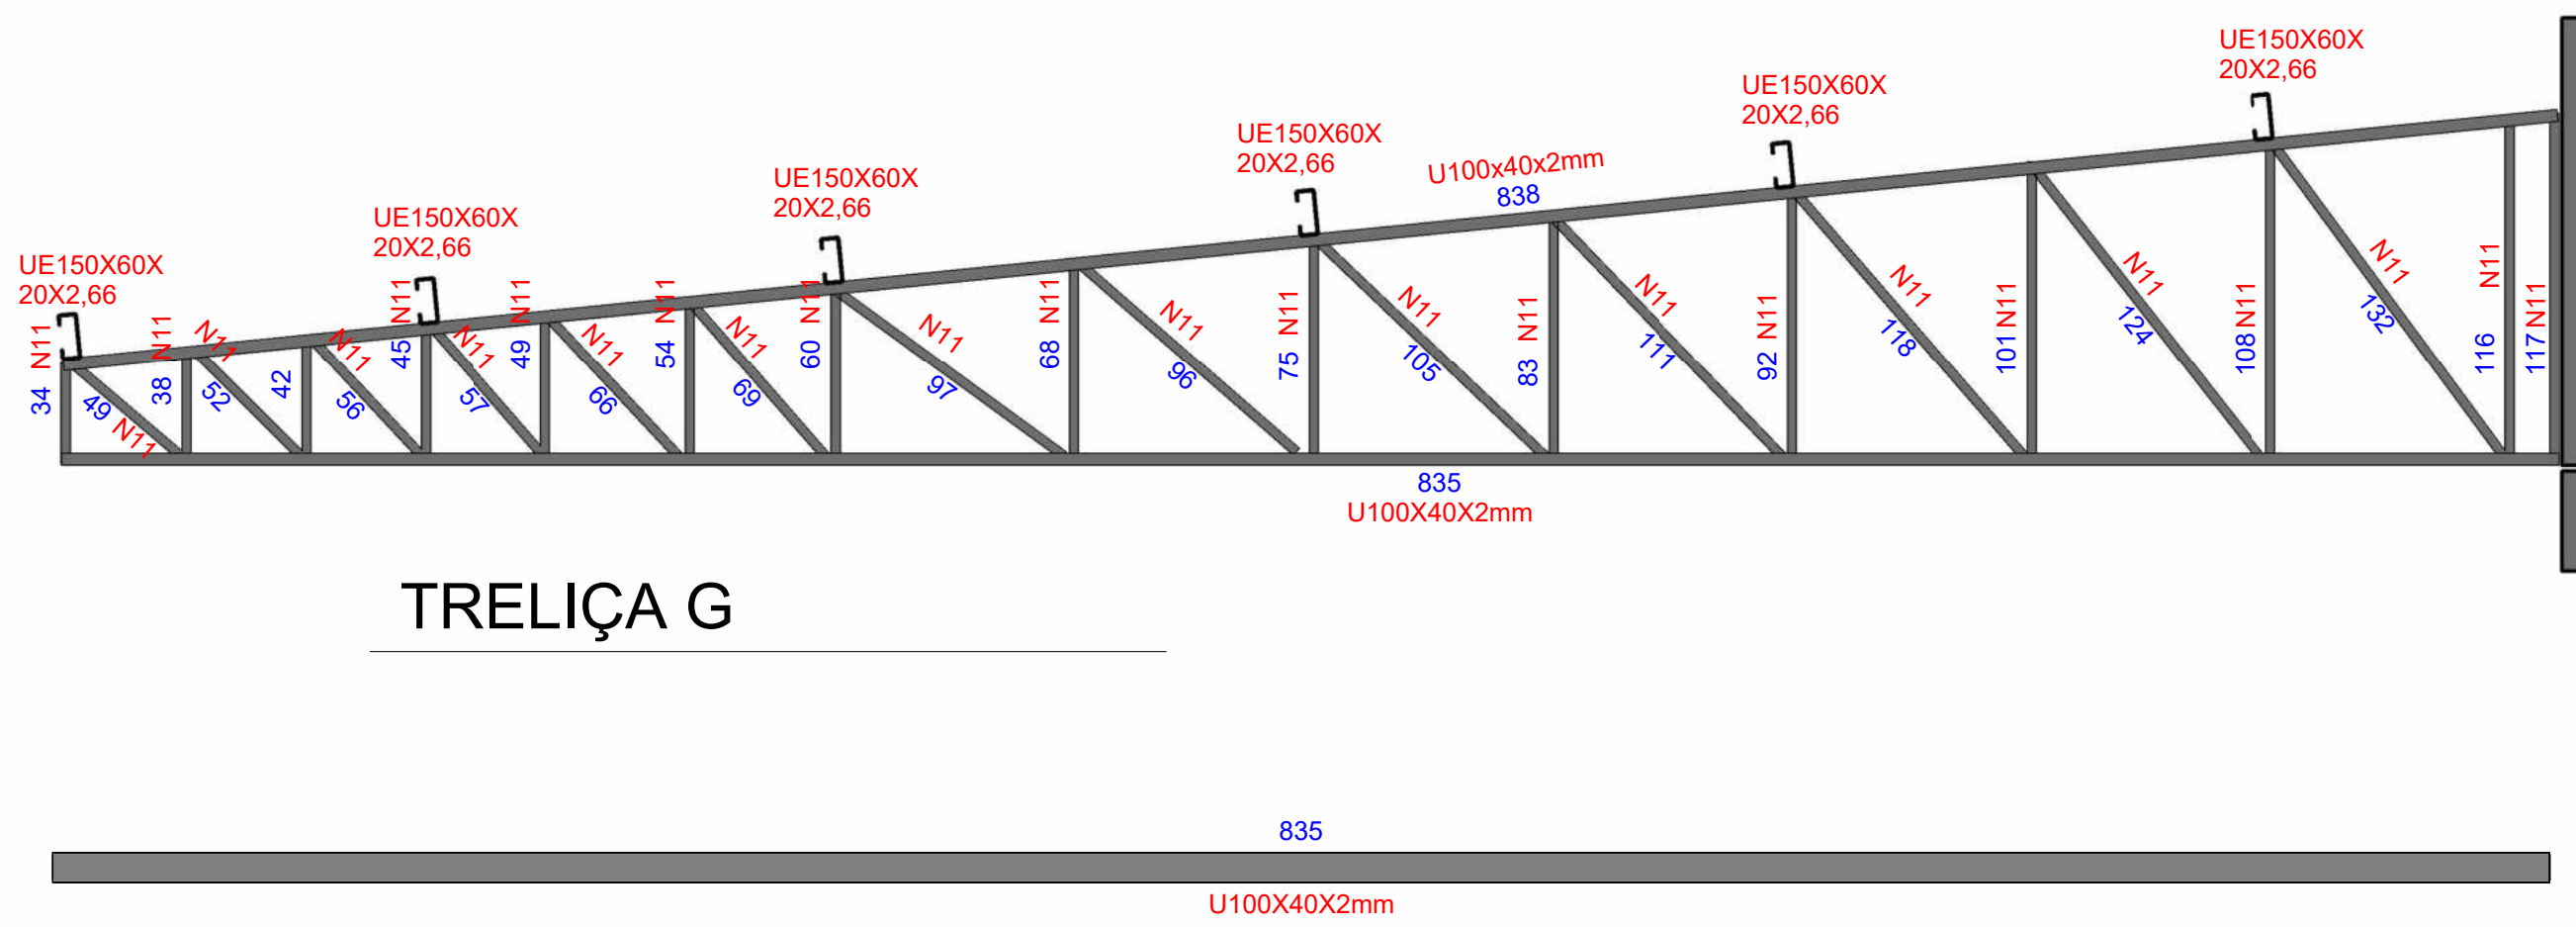 UE150X60X
20X2,66
UE150X60X
20X2,66
UE150X60X
20X2,66
UE150X60X
20X2,66
UE150X60X
20X2,66
UE150X60X
20X2,66
U100x40x2mm
838
34 N11
49 N11
38 N11
52 N11
42
56 N11
45 N11
57 N11
49 N11
66 N11
54 N11
69 N11
60 N11
97 N11
68 N11
96 N11
75 N11
105 N11
83 N11
111 N11
92 N11
118 N11
101 N11
124 N11
108 N11
132 N11
116 N11
117 N11
835
U100X40X2mm
TRELIÇA G
835
U100X40X2mm